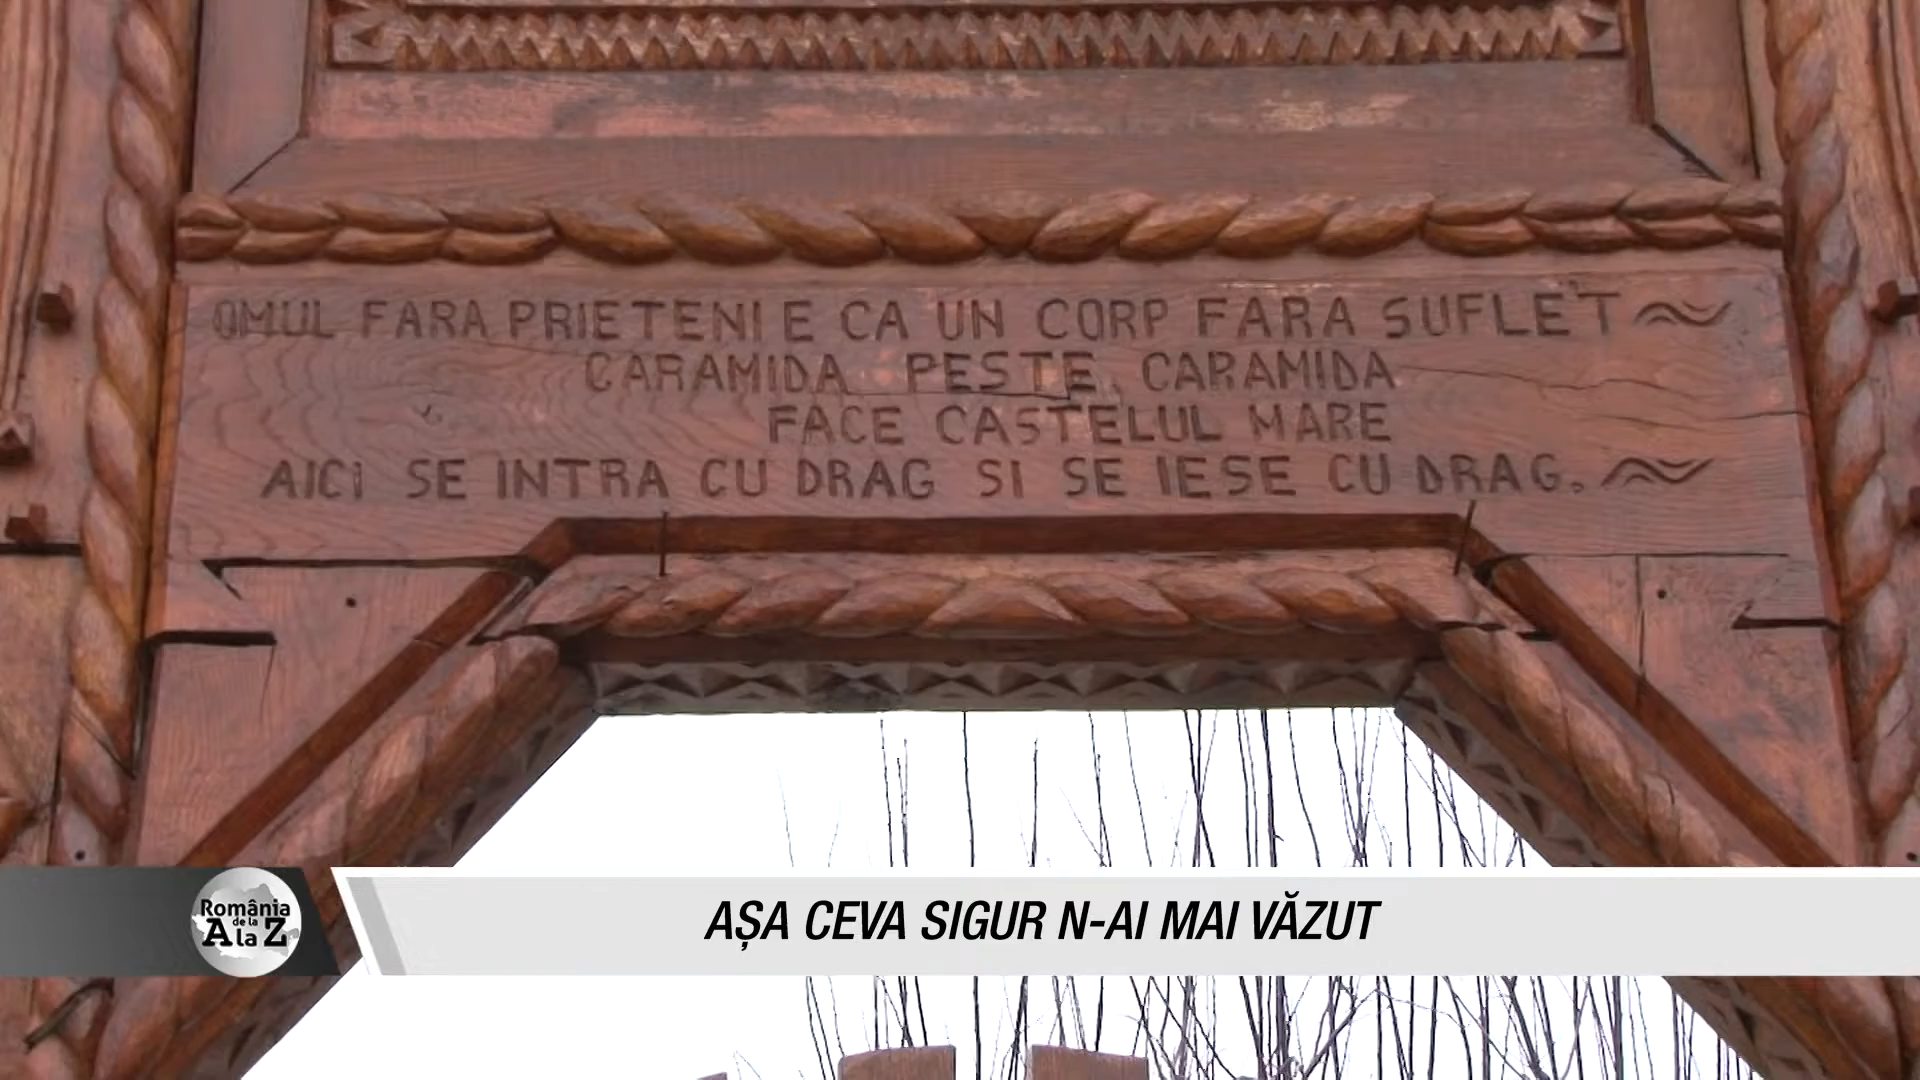 OMUL FARA PRIETENI E CA UN CORP FARA SUFLET
CARAMIDA PESTE CARAMIDA
FACE CASTELUL MARE
AICI SE INTRA CU DRAG SI SE IESE CU DRAG.
România
de la
A la Z
AȘA CEVA SIGUR N-AI MAI VĂZUT